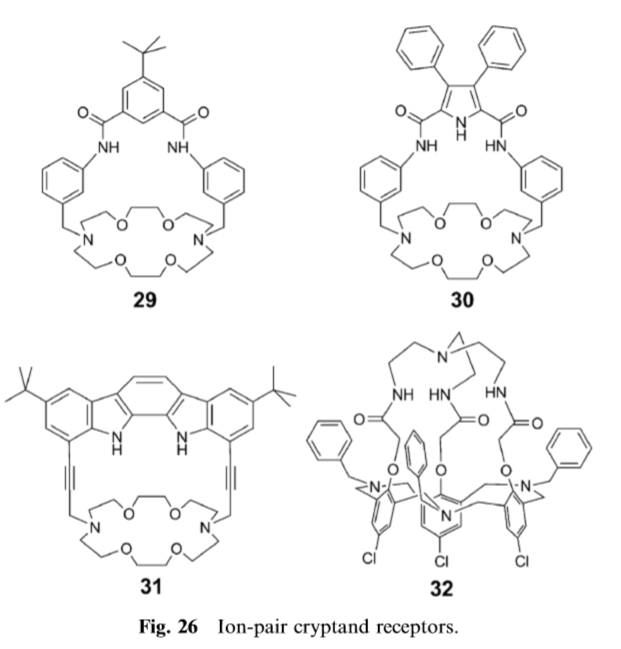 O O
NH NH
O O
N N
O O
29
O N H O
NH HN
O O
N N
O O
30
N H N H
O O
N N
O O
31
N
NH HN HN
O O O
O O O
N N N
Cl Cl Cl
32
Fig. 26 Ion-pair cryptand receptors.